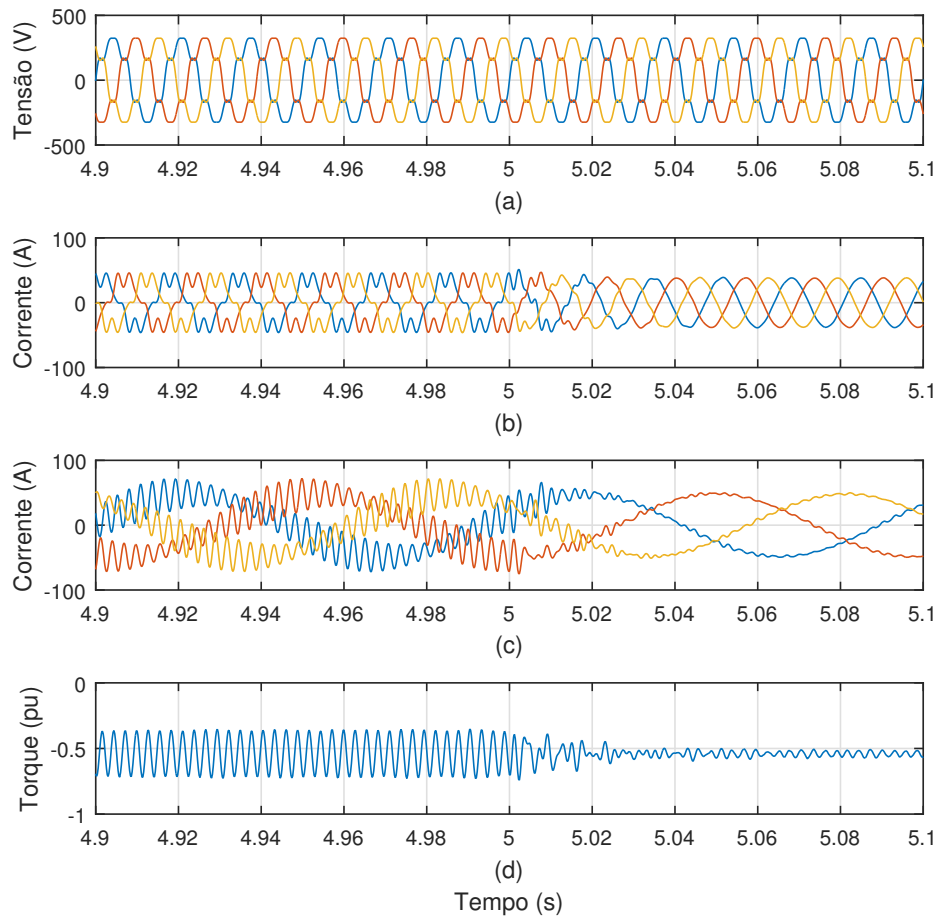 Tensão (V)
500
0
-500
4.9 4.92 4.94 4.96 4.98 5 5.02 5.04 5.06 5.08 5.1
(a)
Corrente (A)
100
0
-100
4.9 4.92 4.94 4.96 4.98 5 5.02 5.04 5.06 5.08 5.1
(b)
Corrente (A)
100
0
-100
4.9 4.92 4.94 4.96 4.98 5 5.02 5.04 5.06 5.08 5.1
(c)
Torque (pu)
0
-0.5
-1
4.9 4.92 4.94 4.96 4.98 5 5.02 5.04 5.06 5.08 5.1
(d)
Tempo (s)